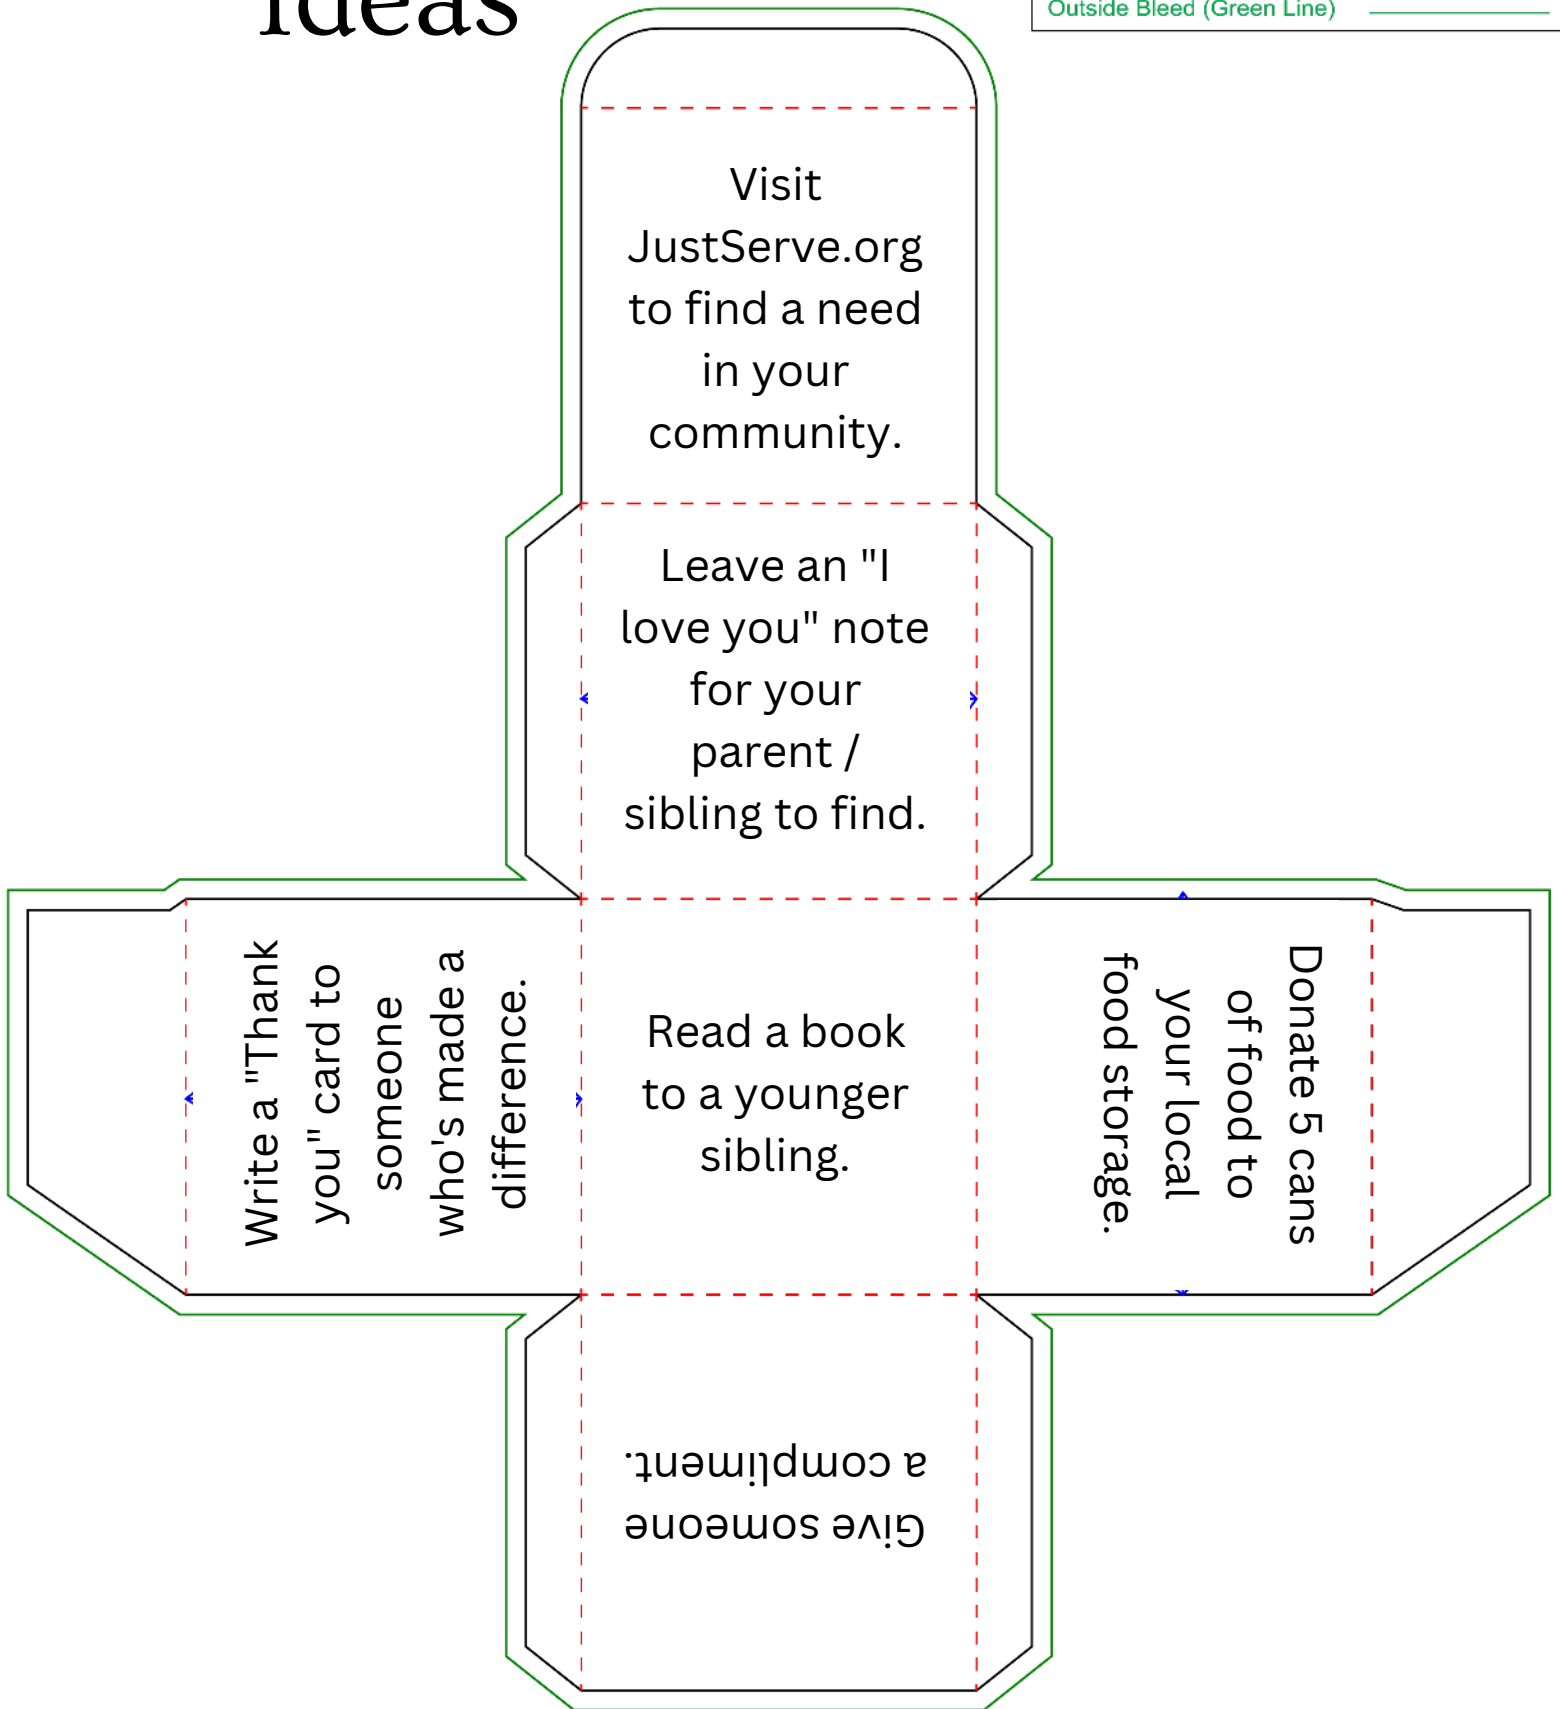 ideas
Outside Bleed (Green Line)
Visit
JustServe.org
to find a need
in your
community.
Leave an "I
love you" note
for your
parent /
sibling to find.
Write a "Thank
you" card to
someone
who's made a
difference.
Read a book
to a younger
sibling.
Donate 5 cans
of food to
your local
food storage.
Give someone
a compliment.